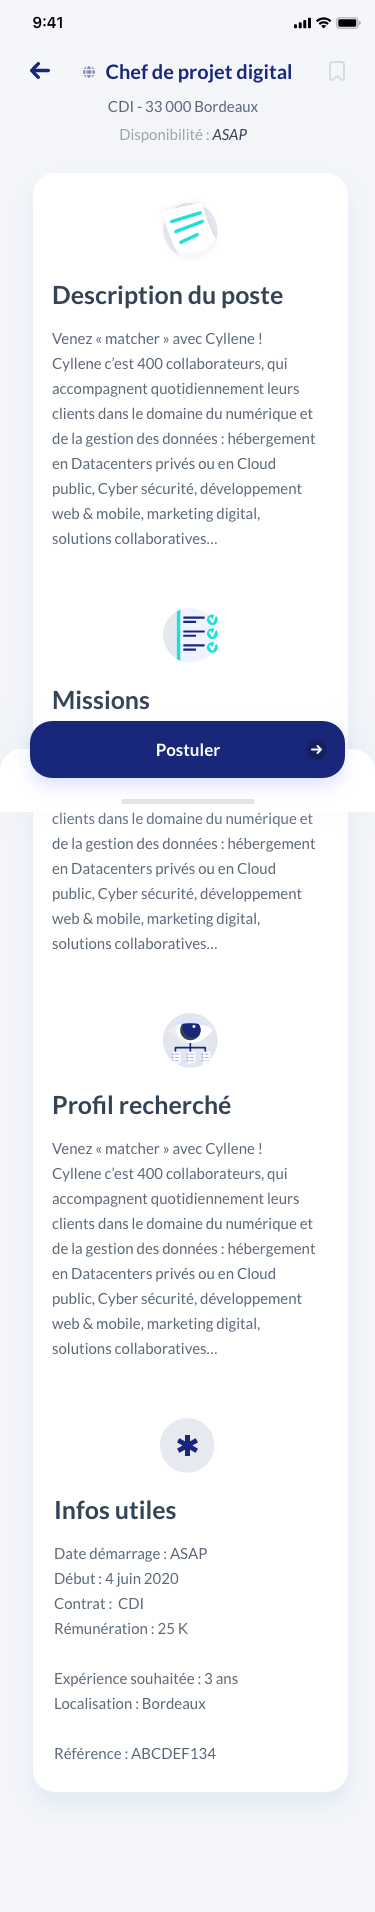 9:41
Chef de projet digital
CDI - 33 000 Bordeaux
Disponibilité : ASAP
Description du poste
Venez « matcher » avec Cyllene !
Cyllene c’est 400 collaborateurs, qui
accompagnent quotidiennement leurs
clients dans le domaine du numérique et
de la gestion des données : hébergement
en Datacenters privés ou en Cloud
public, Cyber sécurité, développement
web & mobile, marketing digital,
solutions collaboratives...
Missions
Postuler
clients dans le domaine du numérique et
de la gestion des données : hébergement
en Datacenters privés ou en Cloud
public, Cyber sécurité, développement
web & mobile, marketing digital,
solutions collaboratives...
Profil recherché
Venez « matcher » avec Cyllene !
Cyllene c’est 400 collaborateurs, qui
accompagnent quotidiennement leurs
clients dans le domaine du numérique et
de la gestion des données : hébergement
en Datacenters privés ou en Cloud
public, Cyber sécurité, développement
web & mobile, marketing digital,
solutions collaboratives...
Infos utiles
Date démarrage : ASAP
Début : 4 juin 2020
Contrat :  CDI
Rémunération : 25 K
Expérience souhaitée : 3 ans
Localisation : Bordeaux
Référence : ABCDEF134